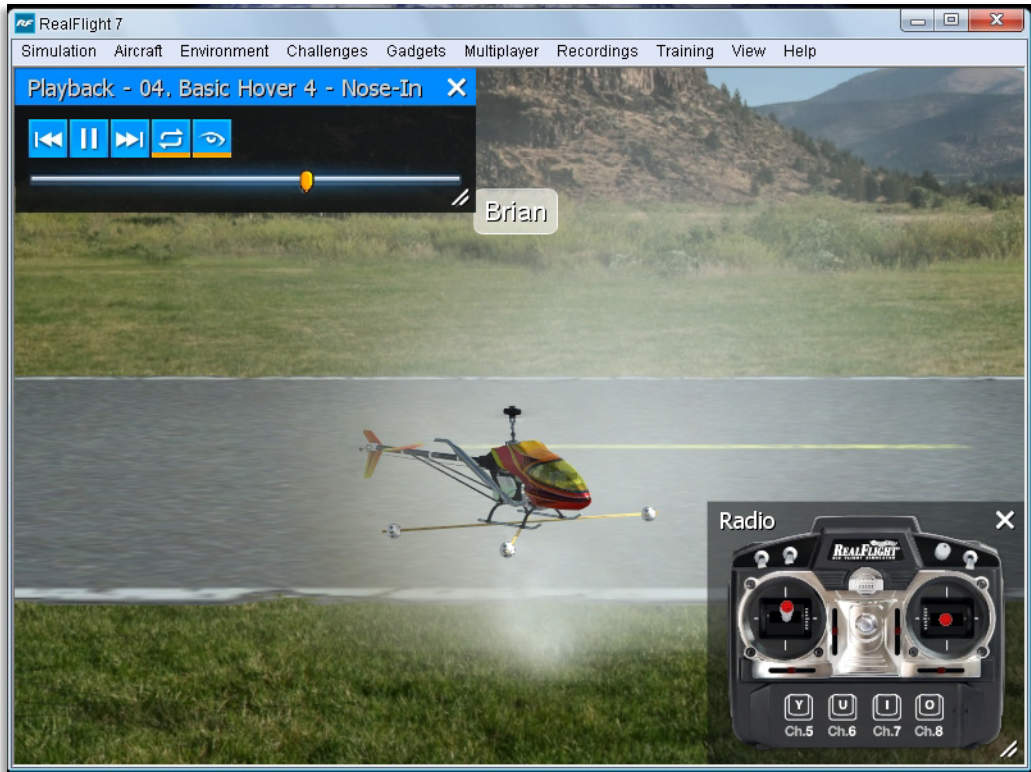 RF RealFlight 7
Simulation Aircraft Environment Challenges Gadgets Multiplayer Recordings Training View Help
Playback - 04. Basic Hover 4 - Nose-In
Brian
Radio
REALFLIGHT
Y U I O
Ch.5 Ch.6 Ch.7 Ch.8